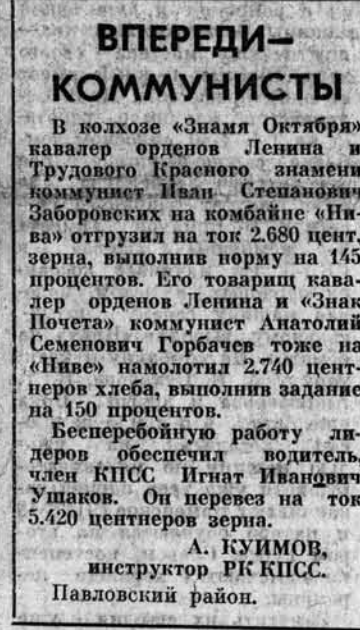 ВПЕРЕДИ—
КОММУНИСТЫ
В колхозе «Знамя Октября»
кавалер орденов Ленина и
Трудового Красного знамени
коммунист Иван Степанович
Заборовских на комбайне «Ни-
ва» отгрузил на ток 2.680 цент.
зерна, выполнив норму на 145
процентов. Его товарищ кава-
лер орденов Ленина и «Знак
Почета» коммунист Анатолий
Семенович Горбачев тоже на
«Ниве» намолотил 2.740 цент-
неров хлеба, выполнив задание
на 150 процентов.
Бесперебойную работу ли-
деров обеспечил водитель,
член КПСС Игнат Иванович
Ушаков. Он перевез на ток
5.420 центнеров зерна.
А. КУИМОВ,
инструктор РК КПСС.
Павловский район.